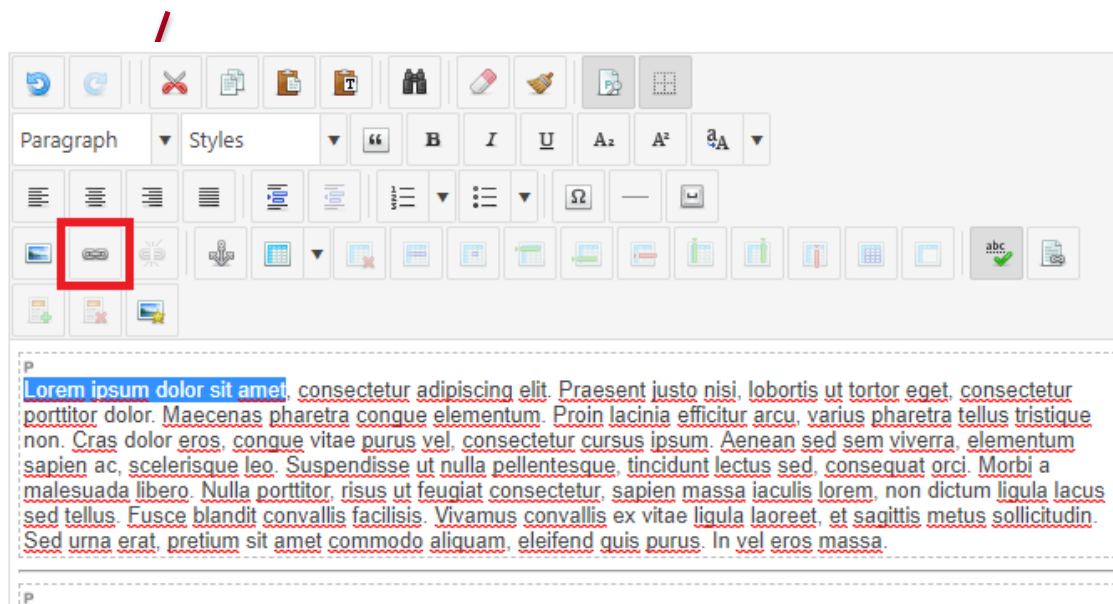 /
T
Paragraph Styles B I U A₂ A² aA
Ω
abc
P
Lorem ipsum dolor sit amet, consectetur adipiscing elit. Praesent justo nisi, lobortis ut tortor eget, consectetur
porttitor dolor. Maecenas pharetra congue elementum. Proin lacinia efficitur arcu, varius pharetra tellus tristique
non. Cras dolor eros, congue vitae purus vel, consectetur cursus ipsum. Aenean sed sem viverra, elementum
sapien ac, scelerisque leo. Suspendisse ut nulla pellentesque, tincidunt lectus sed, consequat orci. Morbi a
malesuada libero. Nulla porttitor, risus ut feugiat consectetur, sapien massa iaculis lorem, non dictum ligula lacus
sed tellus. Fusce blandit convallis facilisis. Vivamus convallis ex vitae ligula laoreet, et sagittis metus sollicitudin.
Sed urna erat, pretium sit amet commodo aliquam, eleifend quis purus. In vel eros massa.
P